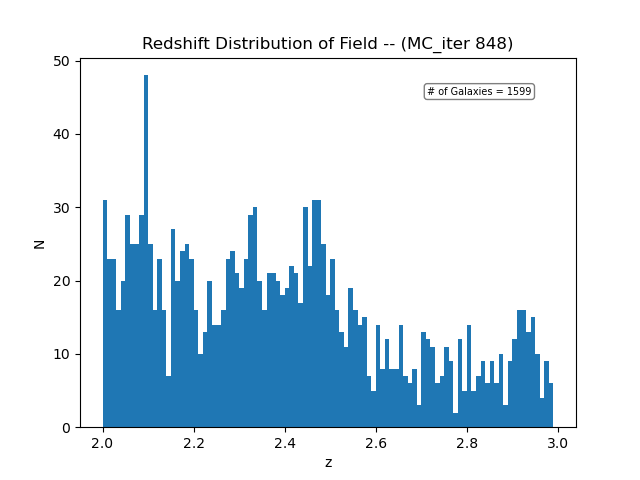 Redshift Distribution of Field -- (MC_iter 848)
# of Galaxies = 1599
50
40
30
20
10
0
N
2.0 2.2 2.4 2.6 2.8 3.0
z